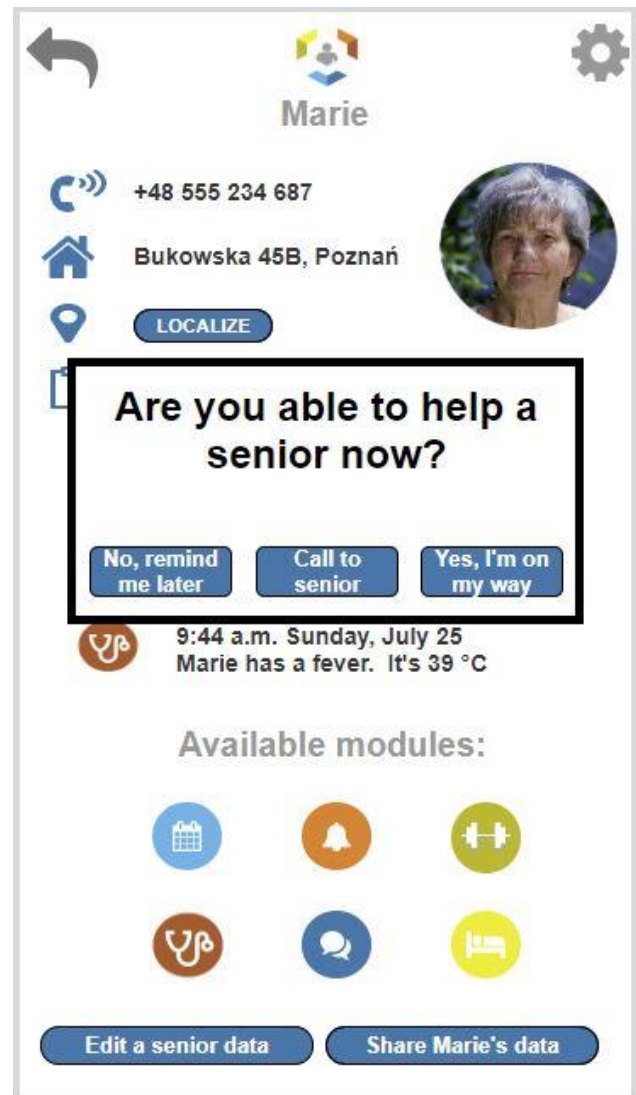 Marie
+48 555 234 687
Bukowska 45B, Poznań
LOCALIZE
Are you able to help a
senior now?
No, remind
me later
Call to
senior
Yes, I'm on
my way
9:44 a.m. Sunday, July 25
Marie has a fever. It's 39 °C
Available modules:
Edit a senior data
Share Marie's data